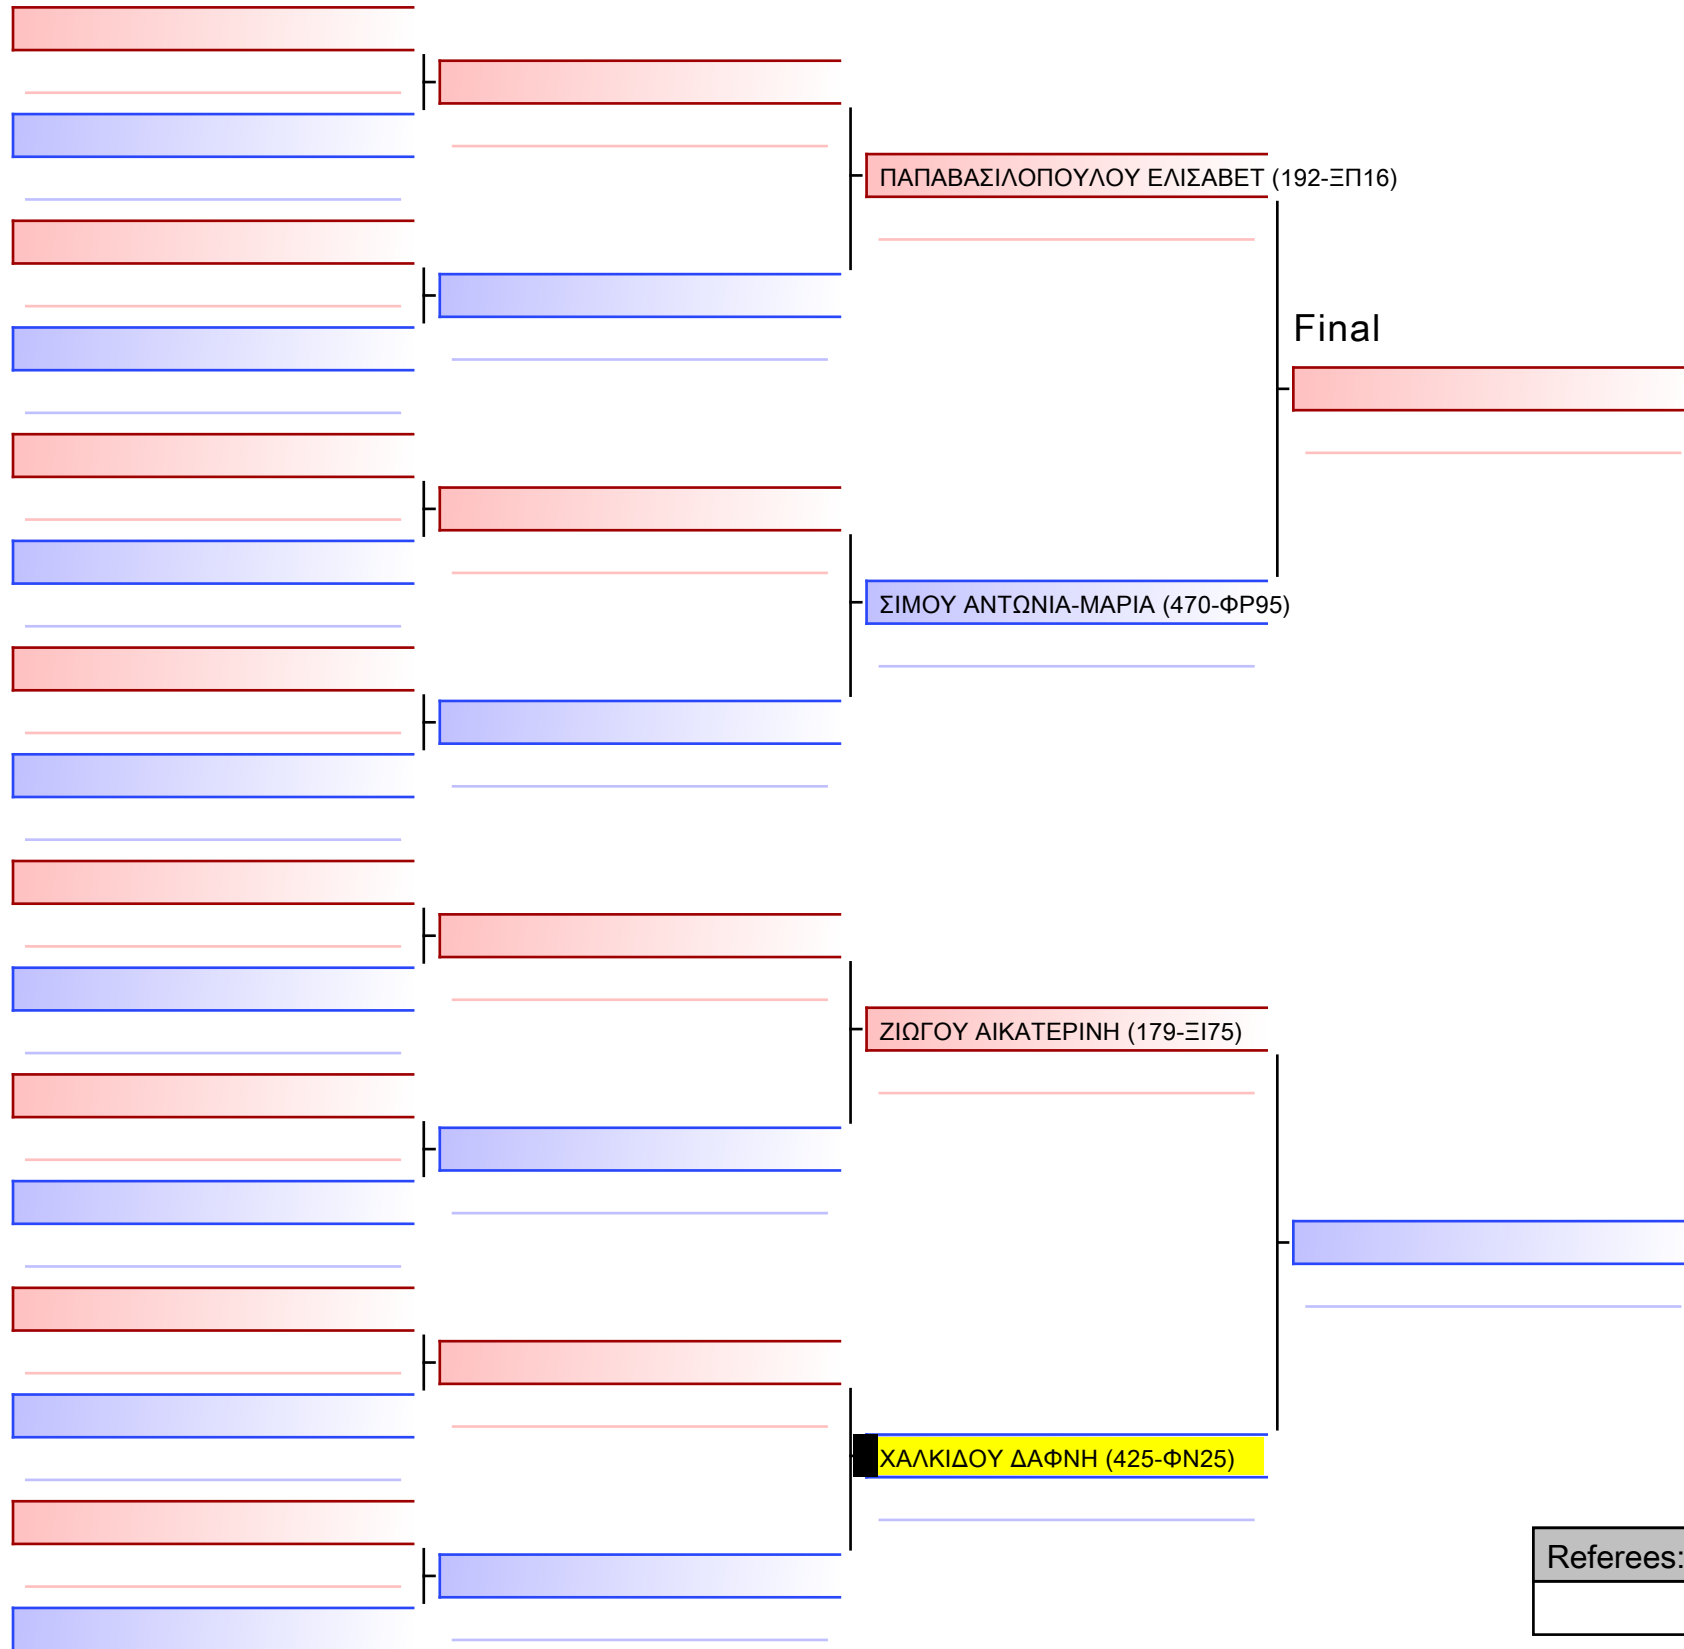 ΠΑΠΑΒΑΣΙΛΟΠΟΥΛΟΥ ΕΛΙΣΑΒΕΤ (192-ΞΠ16)
Final
ΣΙΜΟΥ ΑΝΤΩΝΙΑ-ΜΑΡΙΑ (470-ΦΡ95)
ΖΙΩΓΟΥ ΑΙΚΑΤΕΡΙΝΗ (179-ΞΙ75)
ΧΑΛΚΙΔΟΥ ΔΑΦΝΗ (425-ΦΝ25)
Referees: